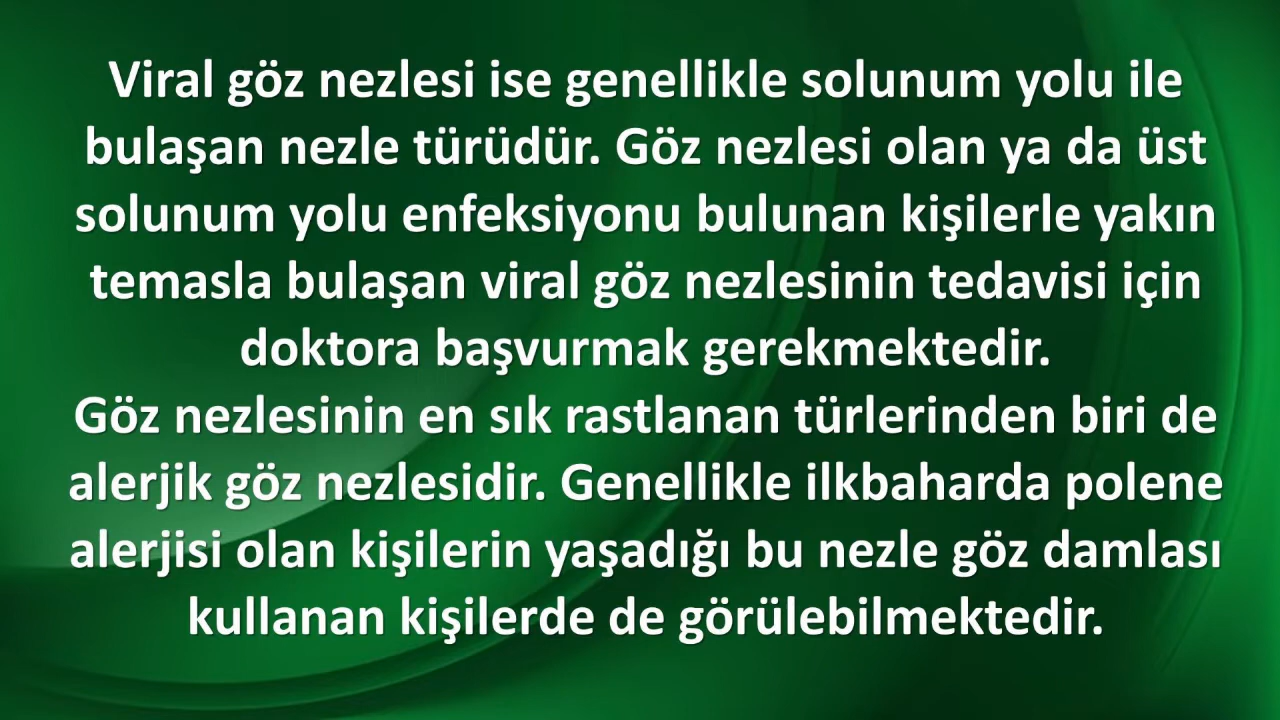 Viral göz nezlesi ise genellikle solunum yolu ile
bulaşan nezle türüdür. Göz nezlesi olan ya da üst
solunum yolu enfeksiyonu bulunan kişilerle yakın
temasla bulaşan viral göz nezlesinin tedavisi için
doktora başvurmak gerekmektedir.
Göz nezlesinin en sık rastlanan türlerinden biri de
alerjik göz nezlesidir. Genellikle ilkbaharda polene
alerjisi olan kişilerin yaşadığı bu nezle göz damlası
kullanan kişilerde de görülebilmektedir.